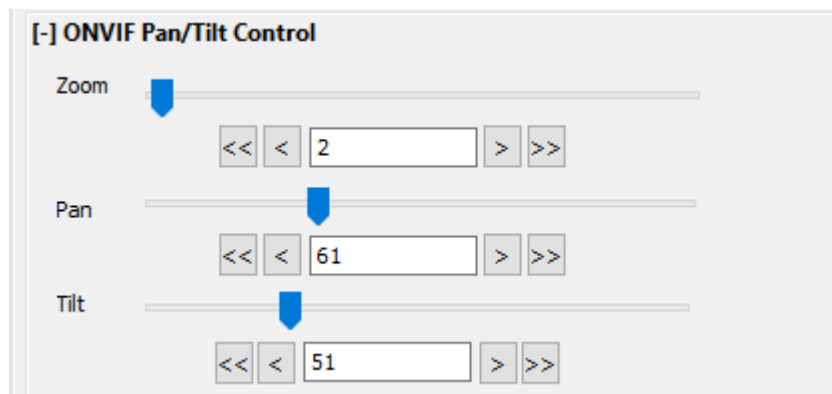 [-] ONVIF Pan/Tilt Control
Zoom
<< < 2 > >>
Pan
<< < 61 > >>
Tilt
<< < 51 > >>